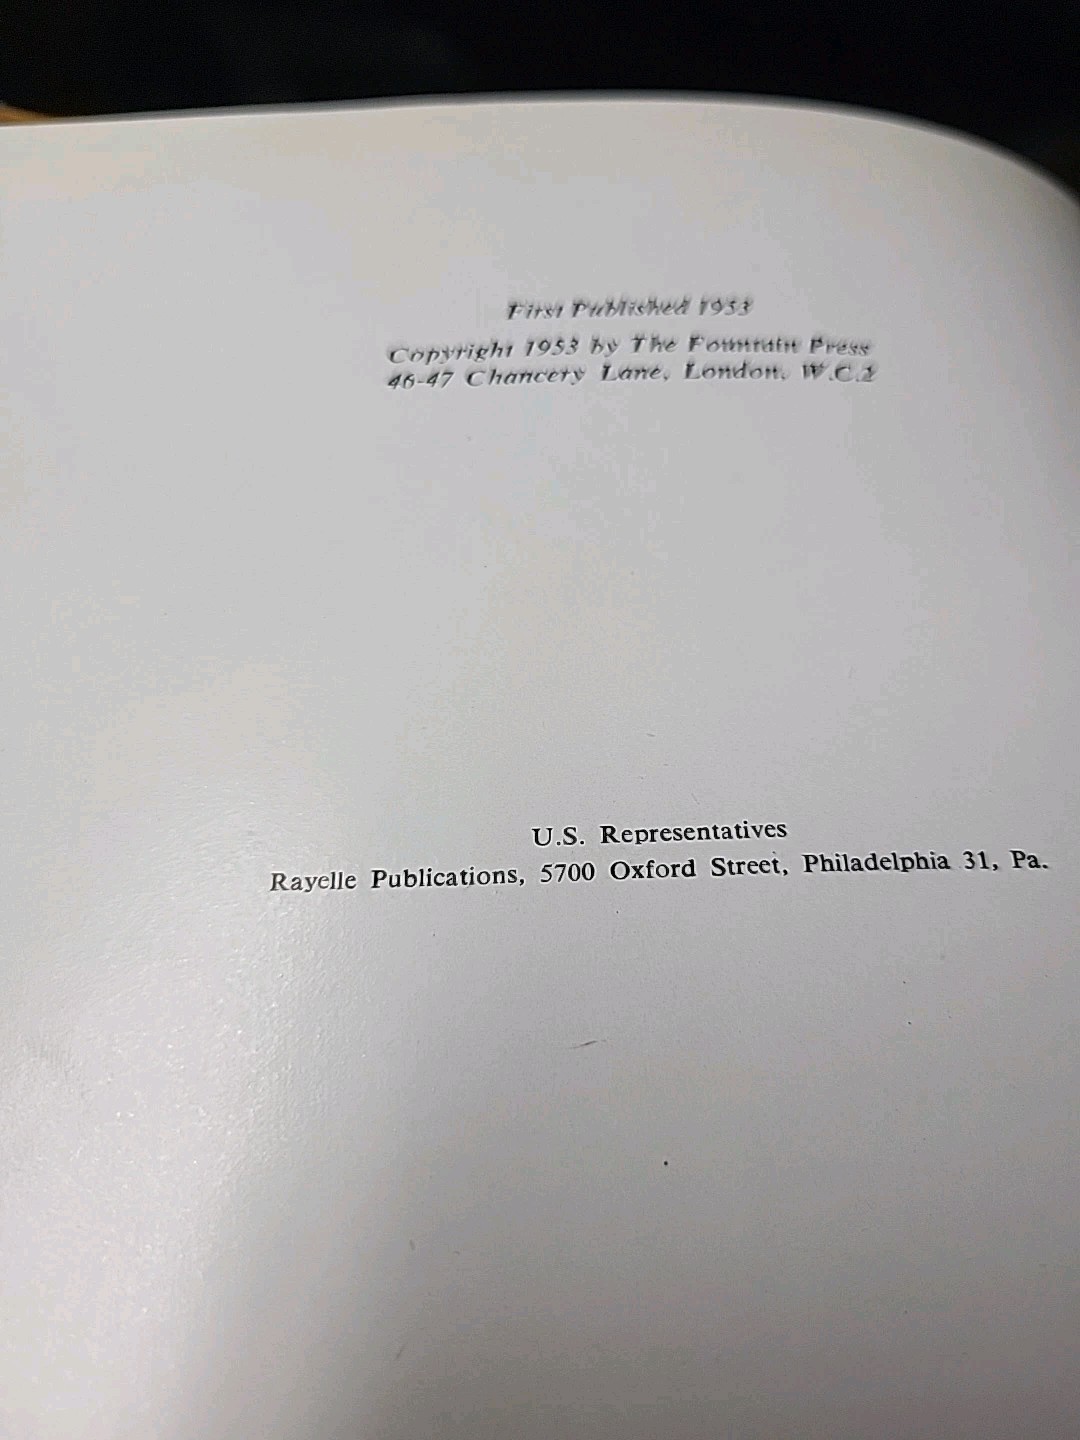 First Published 1953
Copyright 1953 by The Fountain Press
46-47 Chancery Lane, London, W.C.2
U.S. Representatives
Rayelle Publications, 5700 Oxford Street, Philadelphia 31, Pa.